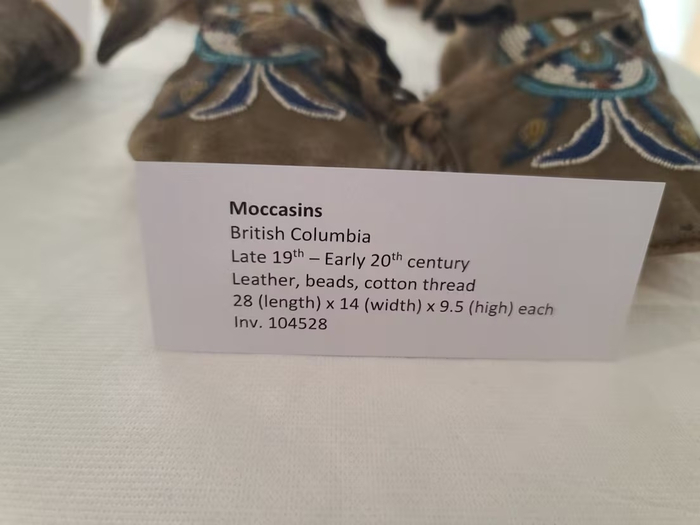 Moccasins
British Columbia
Late 19th – Early 20th century
Leather, beads, cotton thread
28 (length) x 14 (width) x 9.5 (high) each
Inv. 104528